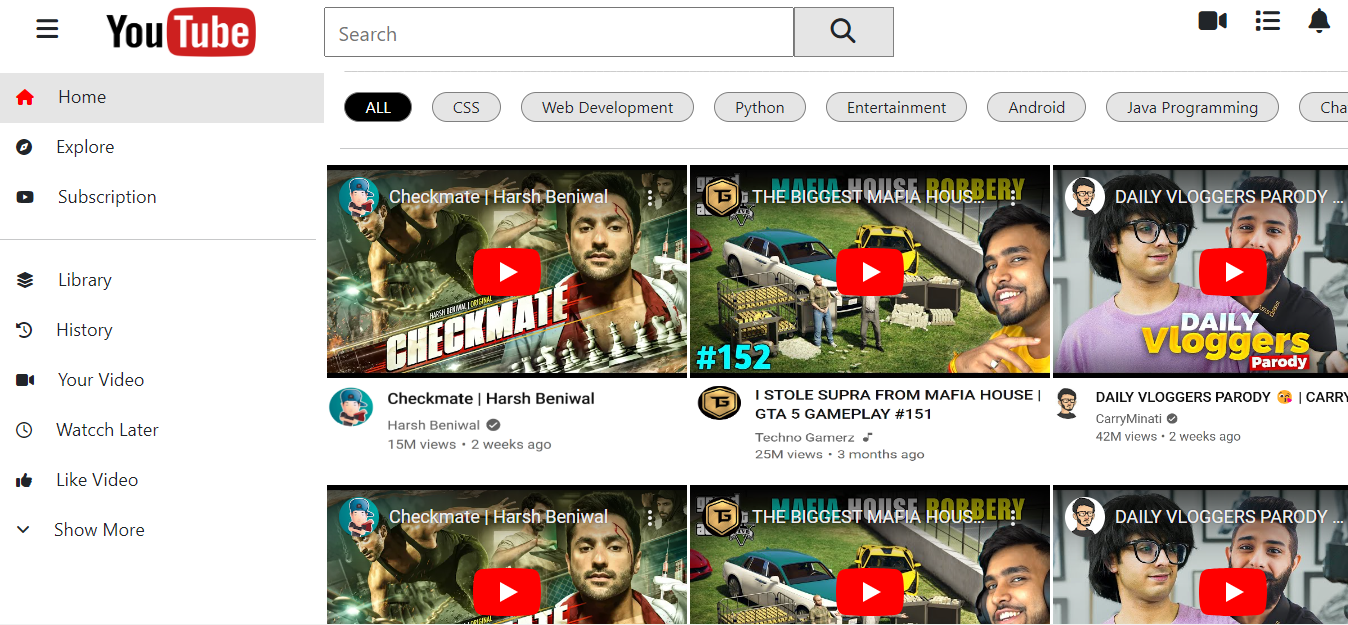 YouTube
Search
Home
Explore
Subscription
Library
History
Your Video
Watcch Later
Like Video
Show More
ALL
CSS
Web Development
Python
Entertainment
Android
Java Programming
Cha
Checkmate | Harsh Beniwal
HARSH BENIWAL | ORIGINAL
CHECKMATE
Checkmate | Harsh Beniwal
Harsh Beniwal
15M views • 2 weeks ago
MAFIA HOUSE ROBBERY
TG THE BIGGEST MAFIA HOUS...
#152
TG
I STOLE SUPRA FROM MAFIA HOUSE |
GTA 5 GAMEPLAY #151
Techno Gamerz
25M views • 3 months ago
DAILY VLOGGERS PARODY ...
DAILY
Vloggers
Parody
DAILY VLOGGERS PARODY 😘 | CARRY
CarryMinati
42M views • 2 weeks ago
Checkmate | Harsh Beniwal
MAFIA HOUSE ROBBERY
TG THE BIGGEST MAFIA HOUS...
DAILY VLOGGERS PARODY ...